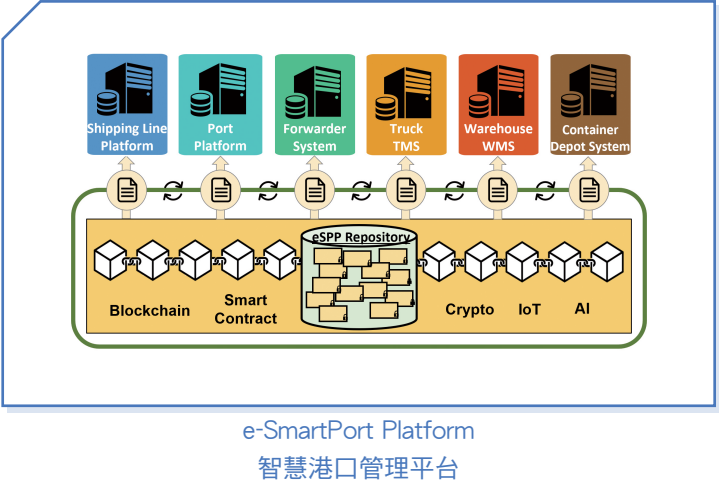 Shipping Line
Platform
Port
Platform
Forwarder
System
Truck
TMS
Warehouse
WMS
Container
Depot System
eSPP Repository
Blockchain
Smart
Contract
Crypto
IoT
AI
e-SmartPort Platform
智慧港口管理平台